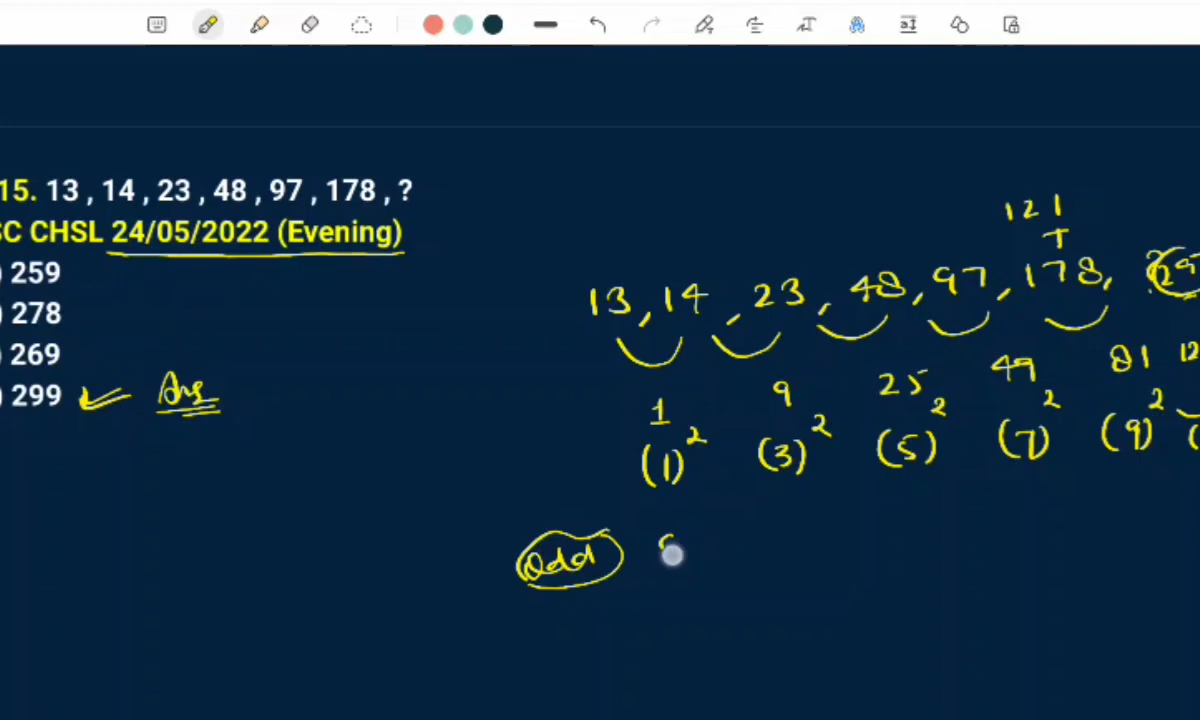 15. 13 , 14 , 23 , 48 , 97 , 178 , ?
SC CHSL 24/05/2022 (Evening)
) 259
) 278
) 269
) 299 Ans
121
+
13, 14, 23, 48, 97, 178,
1 9 25 49 81 12
(1)² (3)² (5)² (7)² (9)² (
Odd